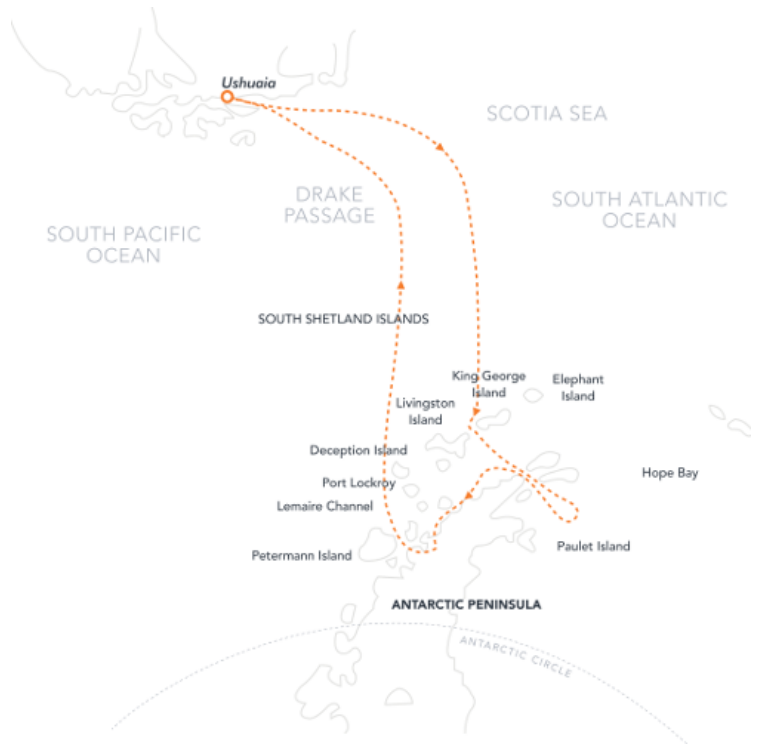 Ushuaia
SCOTIA SEA
DRAKE
PASSAGE
SOUTH ATLANTIC
OCEAN
SOUTH PACIFIC
OCEAN
SOUTH SHETLAND ISLANDS
King George
Island
Elephant
Island
Livingston
Island
Deception Island
Hope Bay
Port Lockroy
Lemaire Channel
Paulet Island
Petermann Island
ANTARCTIC PENINSULA
ANTARCTIC CIRCLE